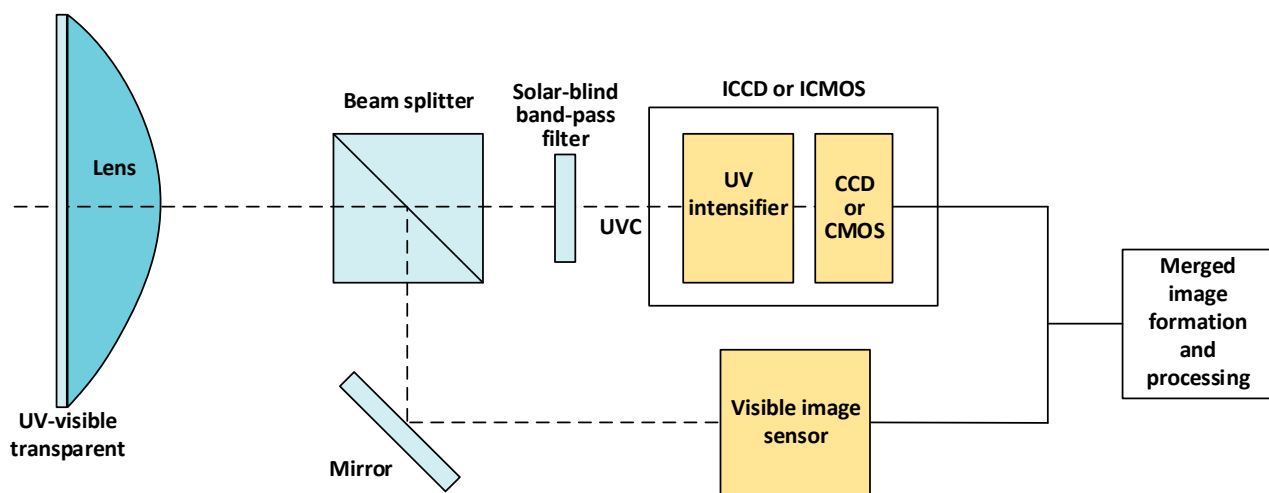 Lens
UV-visible
transparent
Beam splitter
Solar-blind
band-pass
filter
UVC
ICCD or ICMOS
UV
intensifier
CCD
or
CMOS
Mirror
Visible image
sensor
Merged
image
formation
and
processing